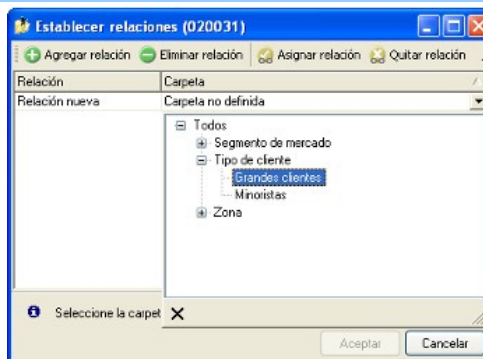 Establecer relaciones (020031)
Agregar relación Eliminar relación Asignar relación Quitar relación
Relación Carpeta
Relación nueva Carpeta no definida
Todos
Segmento de mercado
Tipo de cliente
Grandes clientes
Minoristas
Zona
Seleccione la carpet
Aceptar Cancelar